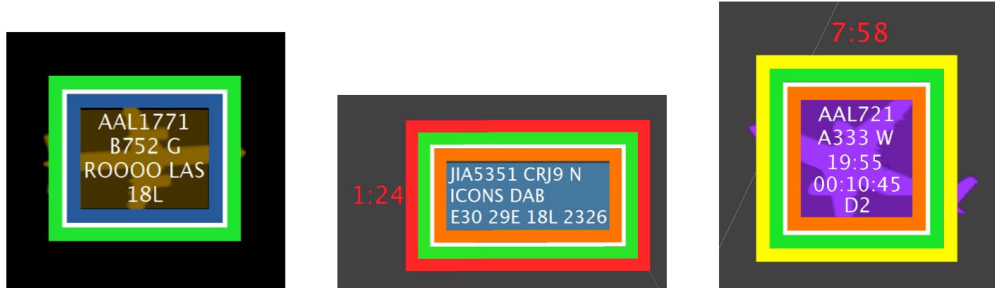 AAL1771
B752 G
ROOOO LAS
18L
1:24
JIA5351 CRJ9 N
ICONS DAB
E30 29E 18L 2326
7:58
AAL721
A333 W
19:55
00:10:45
D2